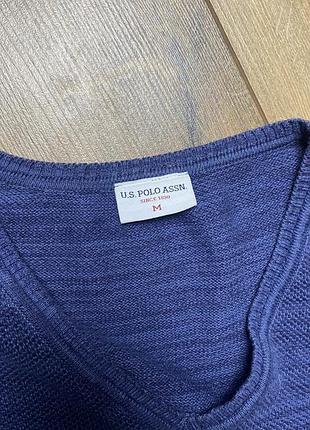 U.S. POLO ASSN.
SINCE 1890
M